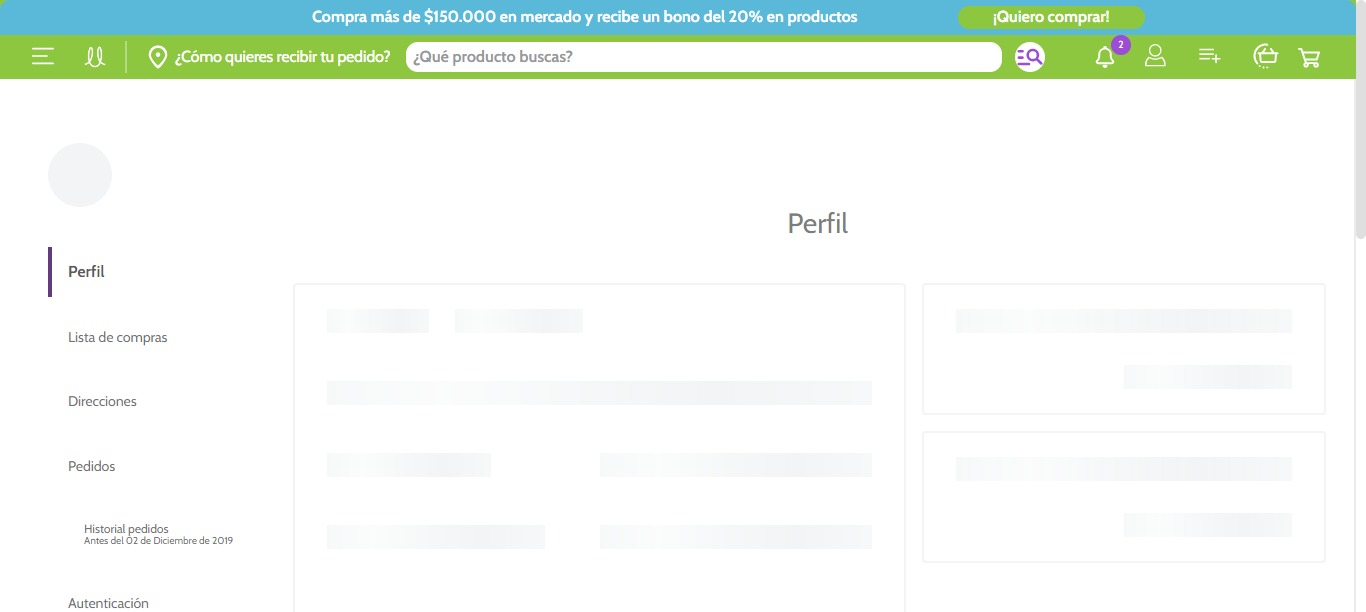 Compra más de $150.000 en mercado y recibe un bono del 20% en productos
¡Quiero comprar!
¿Cómo quieres recibir tu pedido?
¿Qué producto buscas?
2
Perfil
Perfil
Lista de compras
Direcciones
Pedidos
Historial pedidos
Antes del 02 de Diciembre de 2019
Autenticación